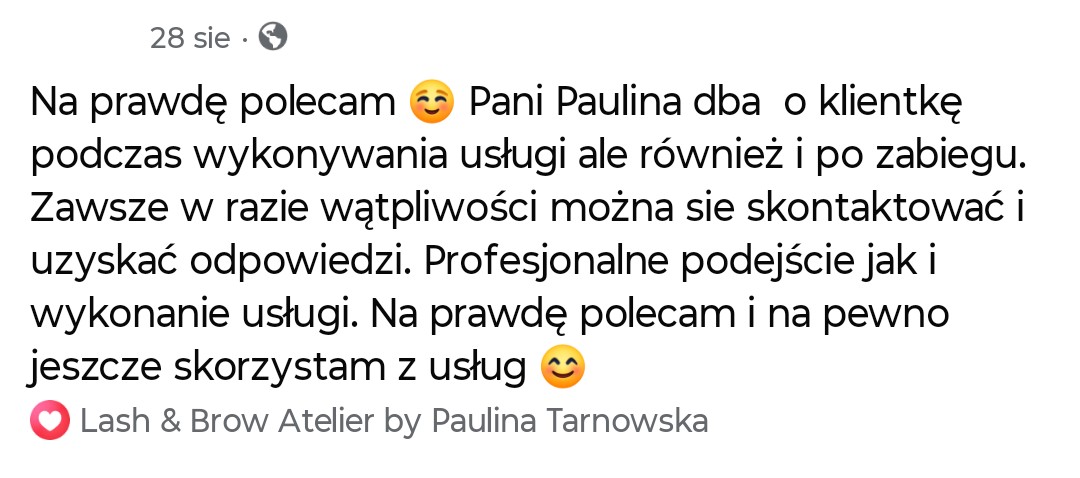 28 sie ·
Na prawdę polecam 😊 Pani Paulina dba  o klientkę
podczas wykonywania usługi ale również i po zabiegu.
Zawsze w razie wątpliwości można sie skontaktować i
uzyskać odpowiedzi. Profesjonalne podejście jak i
wykonanie usługi. Na prawdę polecam i na pewno
jeszcze skorzystam z usług 😊
Lash & Brow Atelier by Paulina Tarnowska